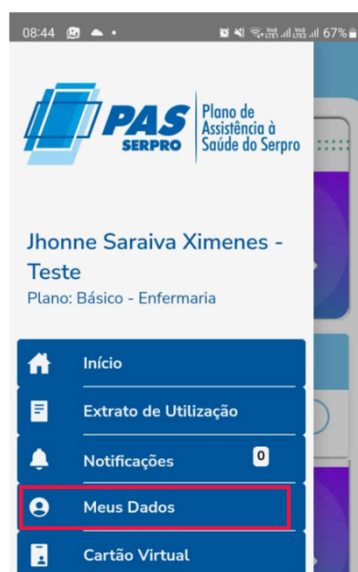 08:44 67%
PAS
SERPRO
Plano de
Assistência à
Saúde do Serpro
Jhonne Saraiva Ximenes -
Teste
Plano: Básico - Enfermaria
Início
Extrato de Utilização
Notificações 0
Meus Dados
Cartão Virtual